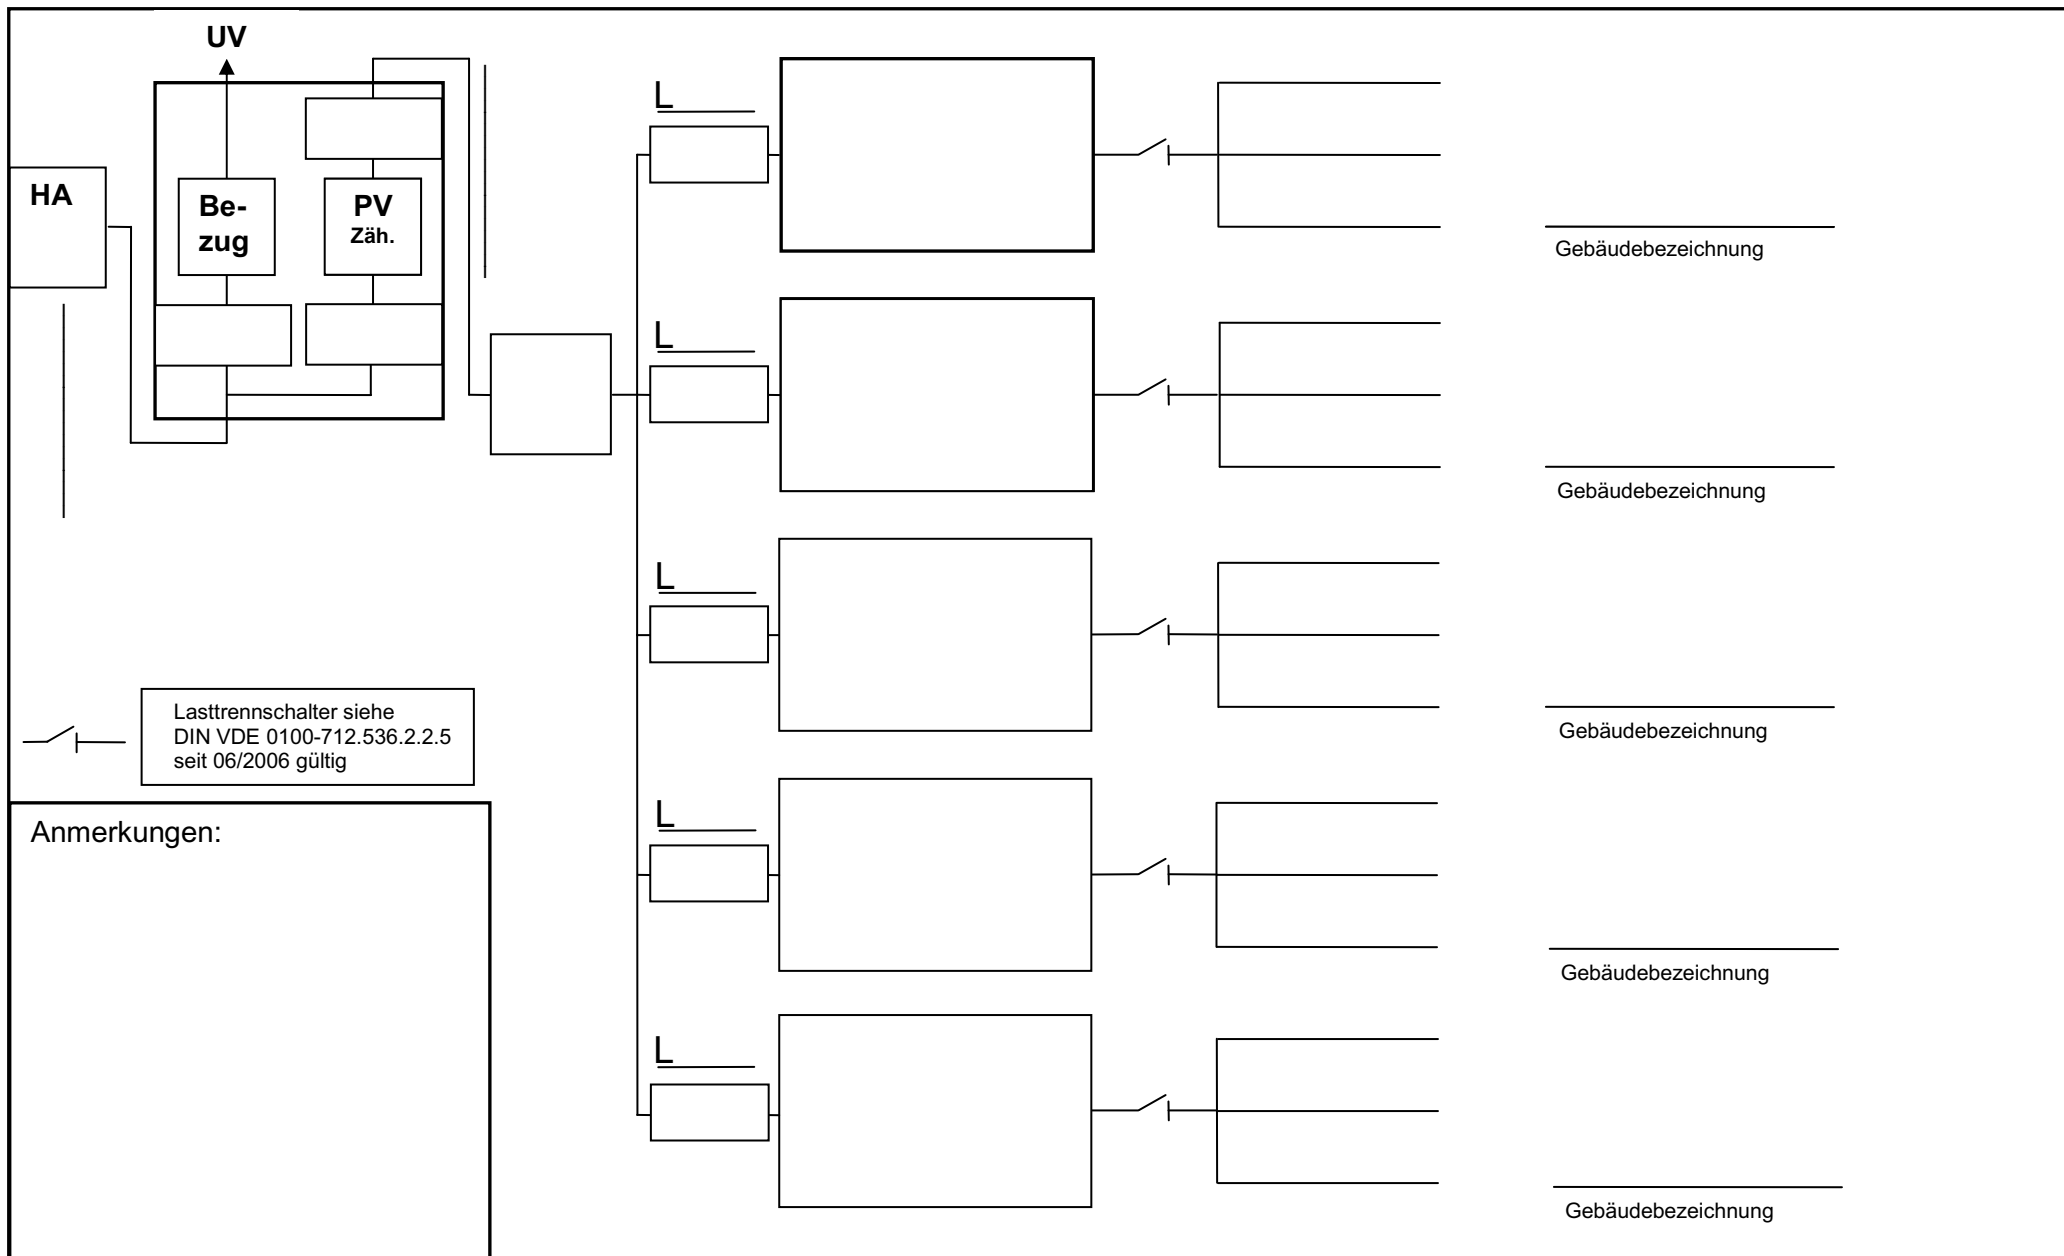 UV
HA
Be-
zug
PV
Zäh.
L
Gebäudebezeichnung
L
Gebäudebezeichnung
L
Gebäudebezeichnung
Lasttrennschalter siehe
DIN VDE 0100-712.536.2.2.5
seit 06/2006 gültig
Anmerkungen:
L
Gebäudebezeichnung
L
Gebäudebezeichnung